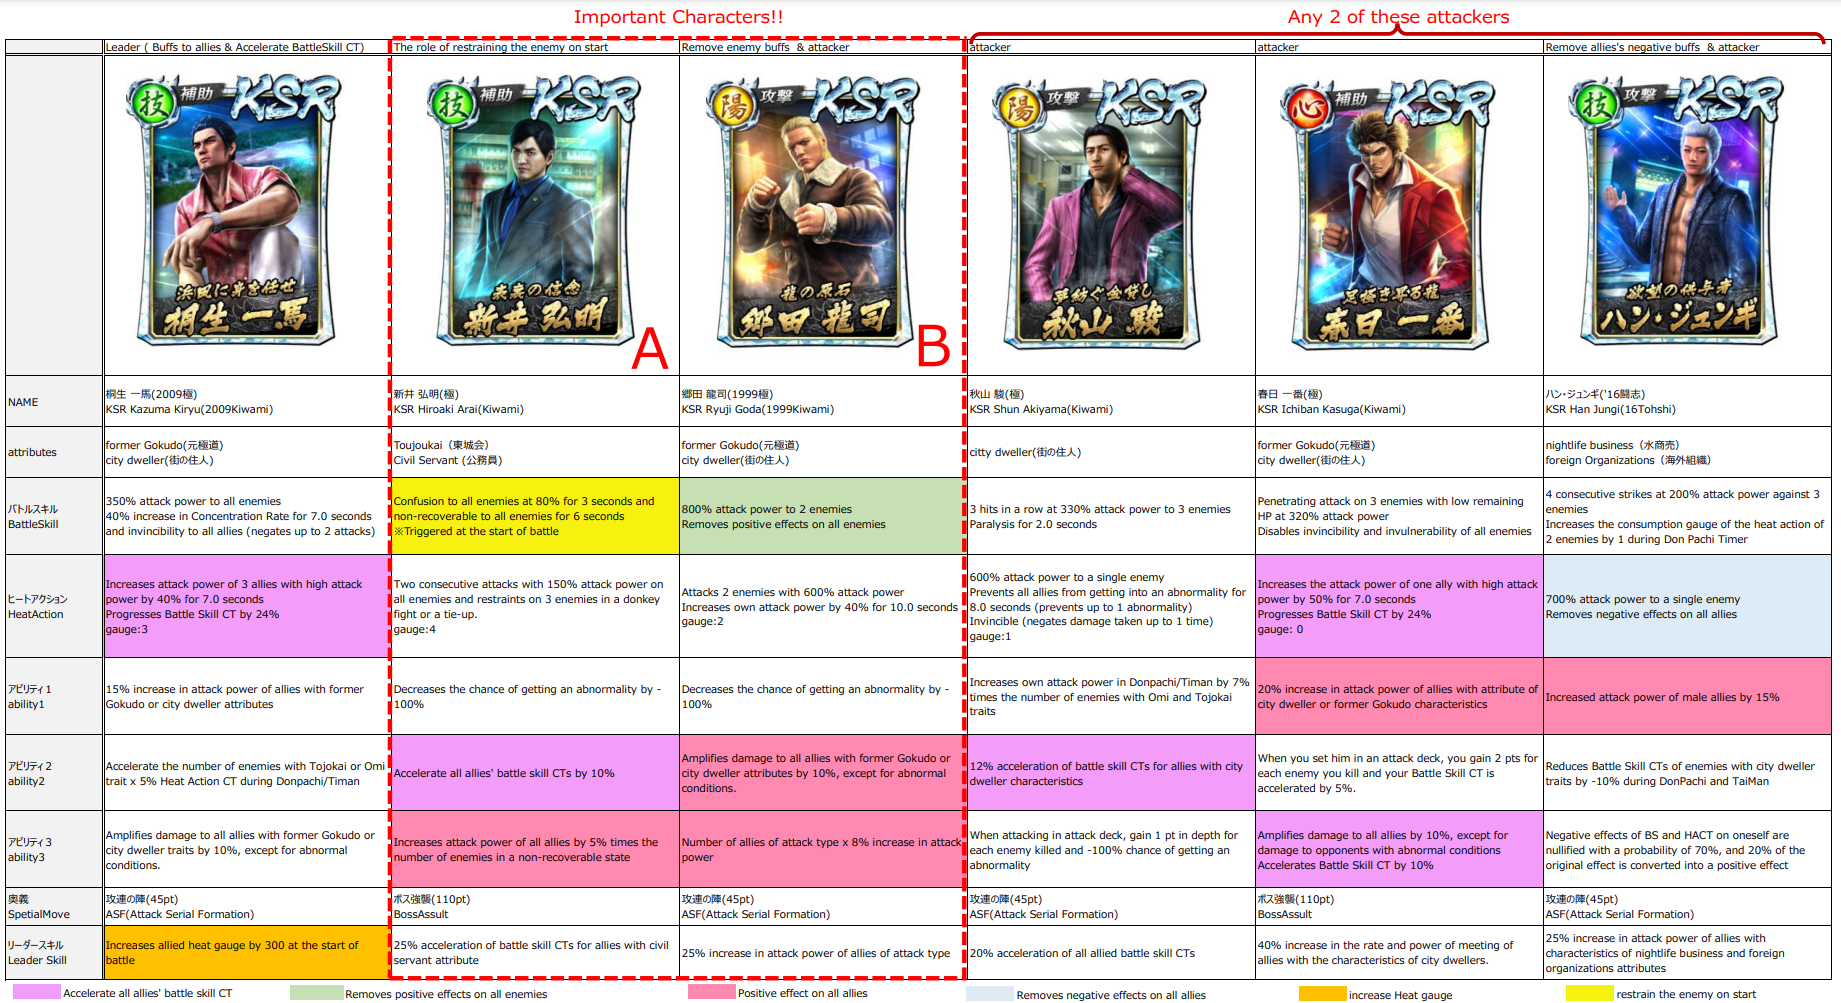 Important Characters!!
Any 2 of these attackers
Leader ( Buffs to allies & Accelerate BattleSkill CT)
The role of restraining the enemy on start
Remove enemy buffs & attacker
attacker
attacker
Remove allies's negative buffs & attacker
技 補助 KSR
浜風に身を任せ
桐生 一馬
技 補助 KSR
未来の信念
新井 弘明
A
陽 攻撃 KSR
龍の原石
郷田 龍司
B
陽 攻撃 KSR
夢紡ぐ金貸し
秋山 駿
心 補助 KSR
足掻き昇る龍
春日 一番
技 攻撃 KSR
欲望の供与者
ハン・ジュンギ
NAME
桐生 一馬(2009極)
KSR Kazuma Kiryu(2009Kiwami)
新井 弘明(極)
KSR Hiroaki Arai(Kiwami)
郷田 龍司(1999極)
KSR Ryuji Goda(1999Kiwami)
秋山 駿(極)
KSR Shun Akiyama(Kiwami)
春日 一番(極)
KSR Ichiban Kasuga(Kiwami)
ハン・ジュンギ('16闘志)
KSR Han Jungi(16Tohshi)
attributes
former Gokudo(元極道)
city dweller(街の住人)
Toujoukai（東城会）
Civil Servant (公務員)
former Gokudo(元極道)
city dweller(街の住人)
citty dweller(街の住人)
former Gokudo(元極道)
city dweller(街の住人)
nightlife business（水商売）
foreign Organizations（海外組織）
バトルスキル
BattleSkill
350% attack power to all enemies
40% increase in Concentration Rate for 7.0 seconds
and invincibility to all allies (negates up to 2 attacks)
Confusion to all enemies at 80% for 3 seconds and
non-recoverable to all enemies for 6 seconds
※Triggered at the start of battle
800% attack power to 2 enemies
Removes positive effects on all enemies
3 hits in a row at 330% attack power to 3 enemies
Paralysis for 2.0 seconds
Penetrating attack on 3 enemies with low remaining
HP at 320% attack power
Disables invincibility and invulnerability of all enemies
4 consecutive strikes at 200% attack power against 3
enemies
Increases the consumption gauge of the heat action of
2 enemies by 1 during Don Pachi Timer
ヒートアクション
HeatAction
Increases attack power of 3 allies with high attack
power by 40% for 7.0 seconds
Progresses Battle Skill CT by 24%
gauge:3
Two consecutive attacks with 150% attack power on
all enemies and restraints on 3 enemies in a donkey
fight or a tie-up.
gauge:4
Attacks 2 enemies with 600% attack power
Increases own attack power by 40% for 10.0 seconds
gauge:2
600% attack power to a single enemy
Prevents all allies from getting into an abnormality for
8.0 seconds (prevents up to 1 abnormality)
Invincible (negates damage taken up to 1 time)
gauge:1
Increases the attack power of one ally with high attack
power by 50% for 7.0 seconds
Progresses Battle Skill CT by 24%
gauge: 0
700% attack power to a single enemy
Removes negative effects on all allies
アビリティ1
ability1
15% increase in attack power of allies with former
Gokudo or city dweller attributes
Decreases the chance of getting an abnormality by -
100%
Decreases the chance of getting an abnormality by -
100%
Increases own attack power in Donpachi/Timan by 7%
times the number of enemies with Omi and Tojokai
traits
20% increase in attack power of allies with attribute of
city dweller or former Gokudo characteristics
Increased attack power of male allies by 15%
アビリティ2
ability2
Accelerate the number of enemies with Tojokai or Omi
trait x 5% Heat Action CT during Donpachi/Timan
Accelerate all allies' battle skill CTs by 10%
Amplifies damage to all allies with former Gokudo or
city dweller attributes by 10%, except for abnormal
conditions.
12% acceleration of battle skill CTs for allies with city
dweller characteristics
When you set him in an attack deck, you gain 2 pts for
each enemy you kill and your Battle Skill CT is
accelerated by 5%.
Reduces Battle Skill CTs of enemies with city dweller
traits by -10% during DonPachi and TaiMan
アビリティ3
ability3
Amplifies damage to all allies with former Gokudo or
city dweller traits by 10%, except for abnormal
conditions.
Increases attack power of all allies by 5% times the
number of enemies in a non-recoverable state
Number of allies of attack type x 8% increase in attack
power
When attacking in attack deck, gain 1 pt in depth for
each enemy killed and -100% chance of getting an
abnormality
Amplifies damage to all allies by 10%, except for
damage to opponents with abnormal conditions
Accelerates Battle Skill CT by 10%
Negative effects of BS and HACT on oneself are
nullified with a probability of 70%, and 20% of the
original effect is converted into a positive effect
奥義
SpetialMove
攻連の陣(45pt)
ASF(Attack Serial Formation)
ボス強襲(110pt)
BossAssult
攻連の陣(45pt)
ASF(Attack Serial Formation)
攻連の陣(45pt)
ASF(Attack Serial Formation)
ボス強襲(110pt)
BossAssult
攻連の陣(45pt)
ASF(Attack Serial Formation)
リーダースキル
Leader Skill
Increases allied heat gauge by 300 at the start of
battle
25% acceleration of battle skill CTs for allies with civil
servant attribute
25% increase in attack power of allies of attack type
20% acceleration of all allied battle skill CTs
40% increase in the rate and power of meeting of
allies with the characteristics of city dwellers.
25% increase in attack power of allies with
characteristics of nightlife business and foreign
organizations attributes
Accelerate all allies' battle skill CT
Removes positive effects on all enemies
Positive effect on all allies
Removes negative effects on all allies
increase Heat gauge
restrain the enemy on start